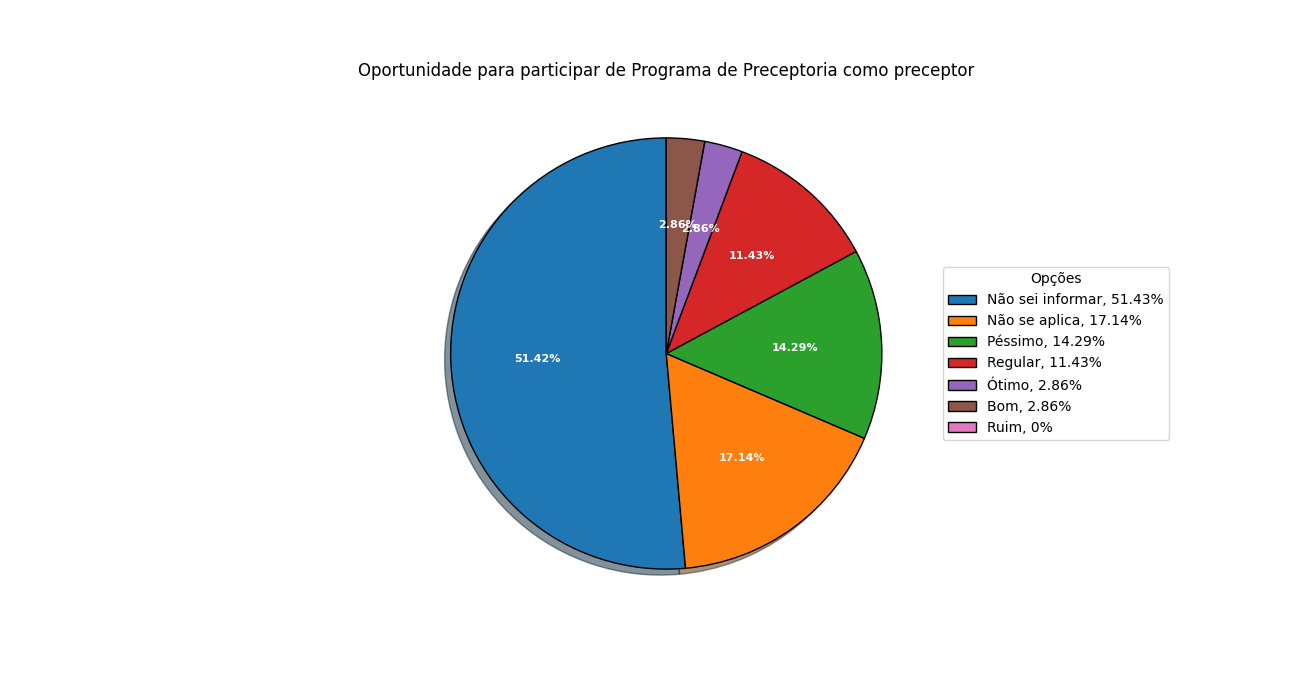 Oportunidade para participar de Programa de Preceptoria como preceptor
2.86%
2.86%
11.43%
14.29%
51.42%
17.14%
Opções
Não sei informar, 51.43%
Não se aplica, 17.14%
Péssimo, 14.29%
Regular, 11.43%
Ótimo, 2.86%
Bom, 2.86%
Ruim, 0%